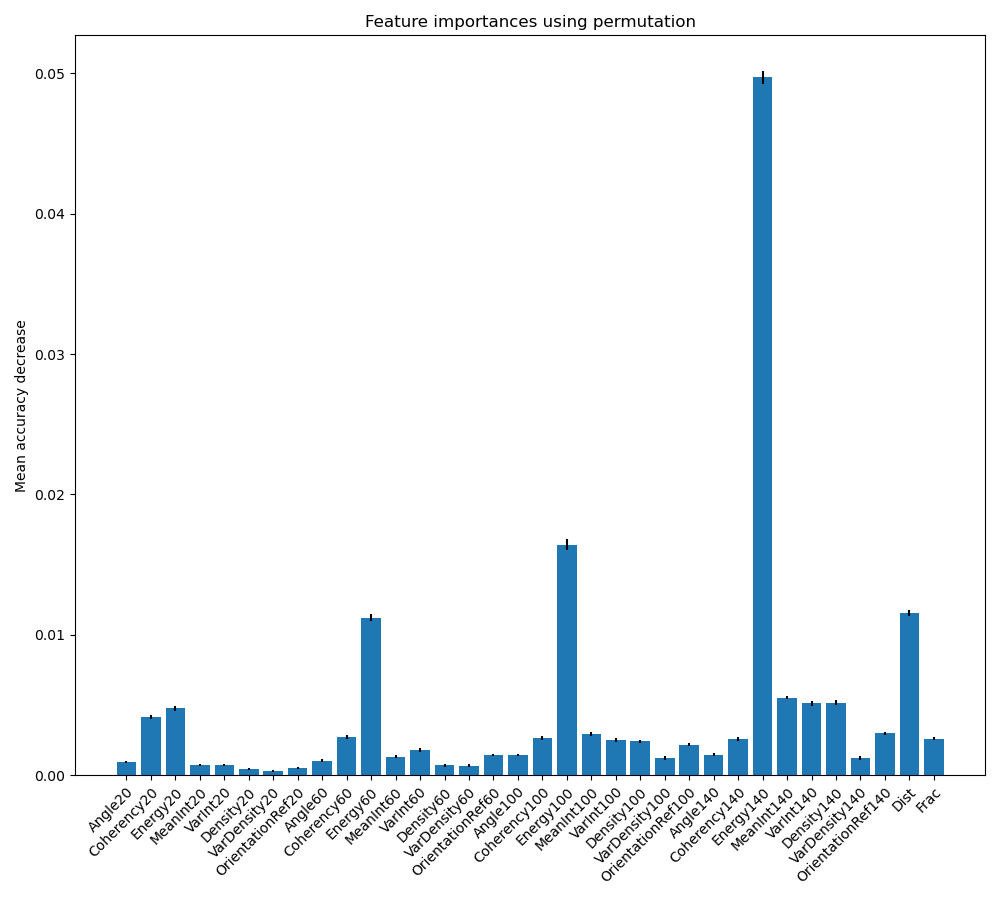 Feature importances using permutation
Mean accuracy decrease
0.05
0.04
0.03
0.02
0.01
0.00
Angle20
Coherency20
Energy20
MeanInt20
VarInt20
Density20
VarDensity20
OrientationRef20
Angle60
Coherency60
Energy60
MeanInt60
VarInt60
Density60
VarDensity60
OrientationRef60
Angle100
Coherency100
Energy100
MeanInt100
VarInt100
Density100
VarDensity100
OrientationRef100
Angle140
Coherency140
Energy140
MeanInt140
VarInt140
Density140
VarDensity140
OrientationRef140
Dist
Frac